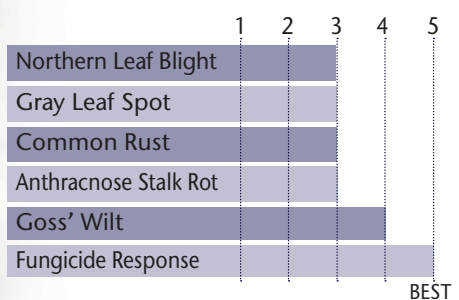 1 2 3 4 5
Northern Leaf Blight
Gray Leaf Spot
Common Rust
Anthracnose Stalk Rot
Goss' Wilt
Fungicide Response
BEST